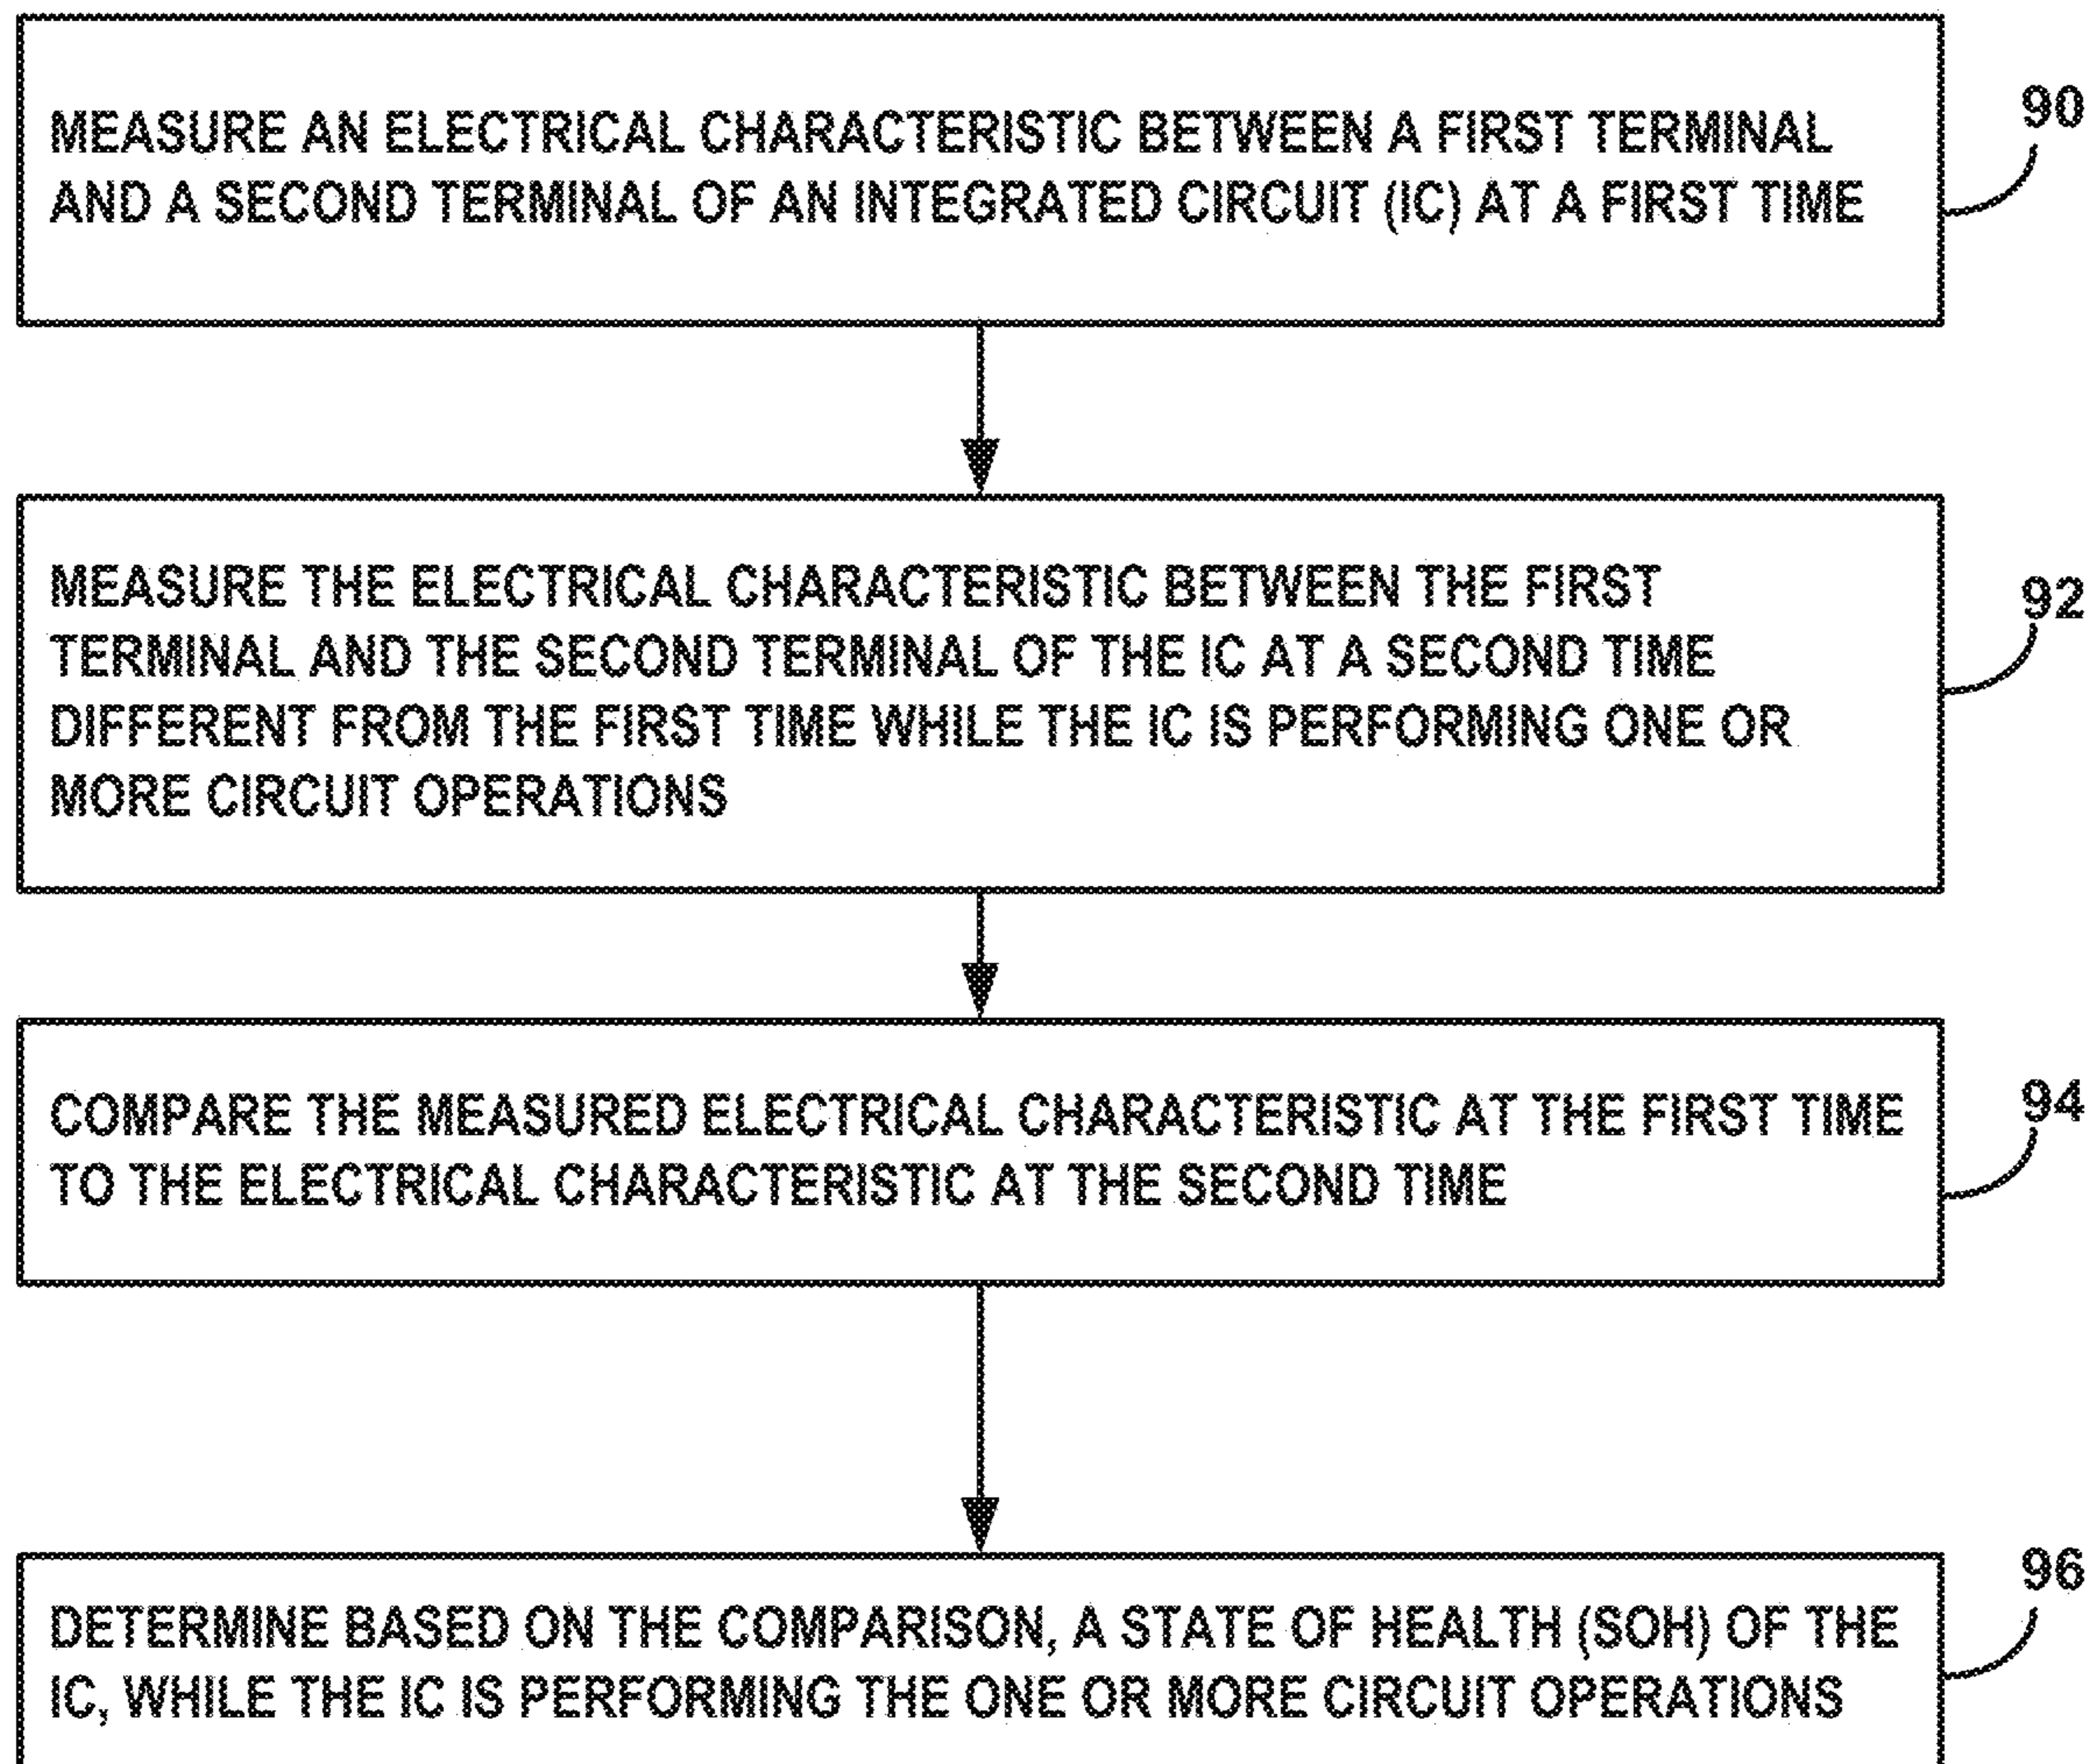 MEASURE AN ELECTRICAL CHARACTERISTIC BETWEEN A FIRST TERMINAL
AND A SECOND TERMINAL OF AN INTEGRATED CIRCUIT (IC) AT A FIRST TIME
90
MEASURE THE ELECTRICAL CHARACTERISTIC BETWEEN THE FIRST
TERMINAL AND THE SECOND TERMINAL OF THE IC AT A SECOND TIME
DIFFERENT FROM THE FIRST TIME WHILE THE IC IS PERFORMING ONE OR
MORE CIRCUIT OPERATIONS
92
COMPARE THE MEASURED ELECTRICAL CHARACTERISTIC AT THE FIRST TIME
TO THE ELECTRICAL CHARACTERISTIC AT THE SECOND TIME
94
DETERMINE BASED ON THE COMPARISON, A STATE OF HEALTH (SOH) OF THE
IC, WHILE THE IC IS PERFORMING THE ONE OR MORE CIRCUIT OPERATIONS
96